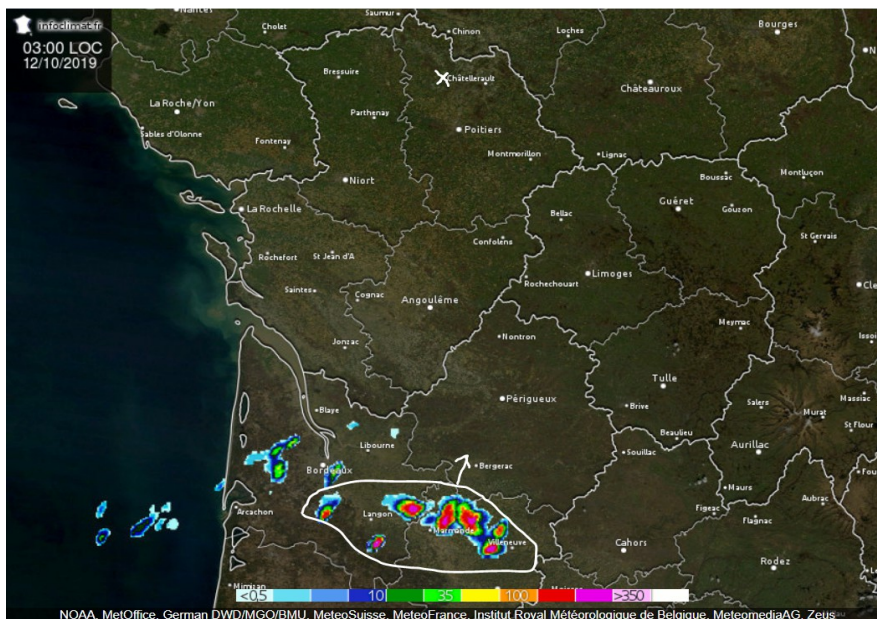 infoclimat.fr
03:00 LOC
12/10/2019
Nantes
Saumur
Cholet
Chinon
Loches
Bourges
Bressuire
Châtellerault
Châteauroux
La Roche/Yon
Parthenay
Poitiers
Sables d'Olonne
Fontenay
Montmorillon
Lignac
Niort
Boussac
Montluçon
La Rochelle
Guéret
Gouzon
Bellac
St Gervais
Confolens
Rochefort
St Jean d'A
Limoges
Rochechouart
Saintes
Cognac
Angoulême
Meymac
Jonzac
Nontron
Tulle
Périgueux
Blaye
Brive
Salers
Massiac
Murat
Beaulieu
St Flour
Libourne
Souillac
Aurillac
Bordeaux
Bergerac
Maurs
Aubrac
Arcachon
Langon
Figeac
Flagnac
Marmande
Villeneuve
Cahors
Rodez
Mimizan
<0,5 10 35 100 >350
NOAA, MetOffice, German DWD/MGO/BMU, MeteoSuisse, MeteoFrance, Institut Royal Météorologique de Belgique, MeteomediaAG, Zeus